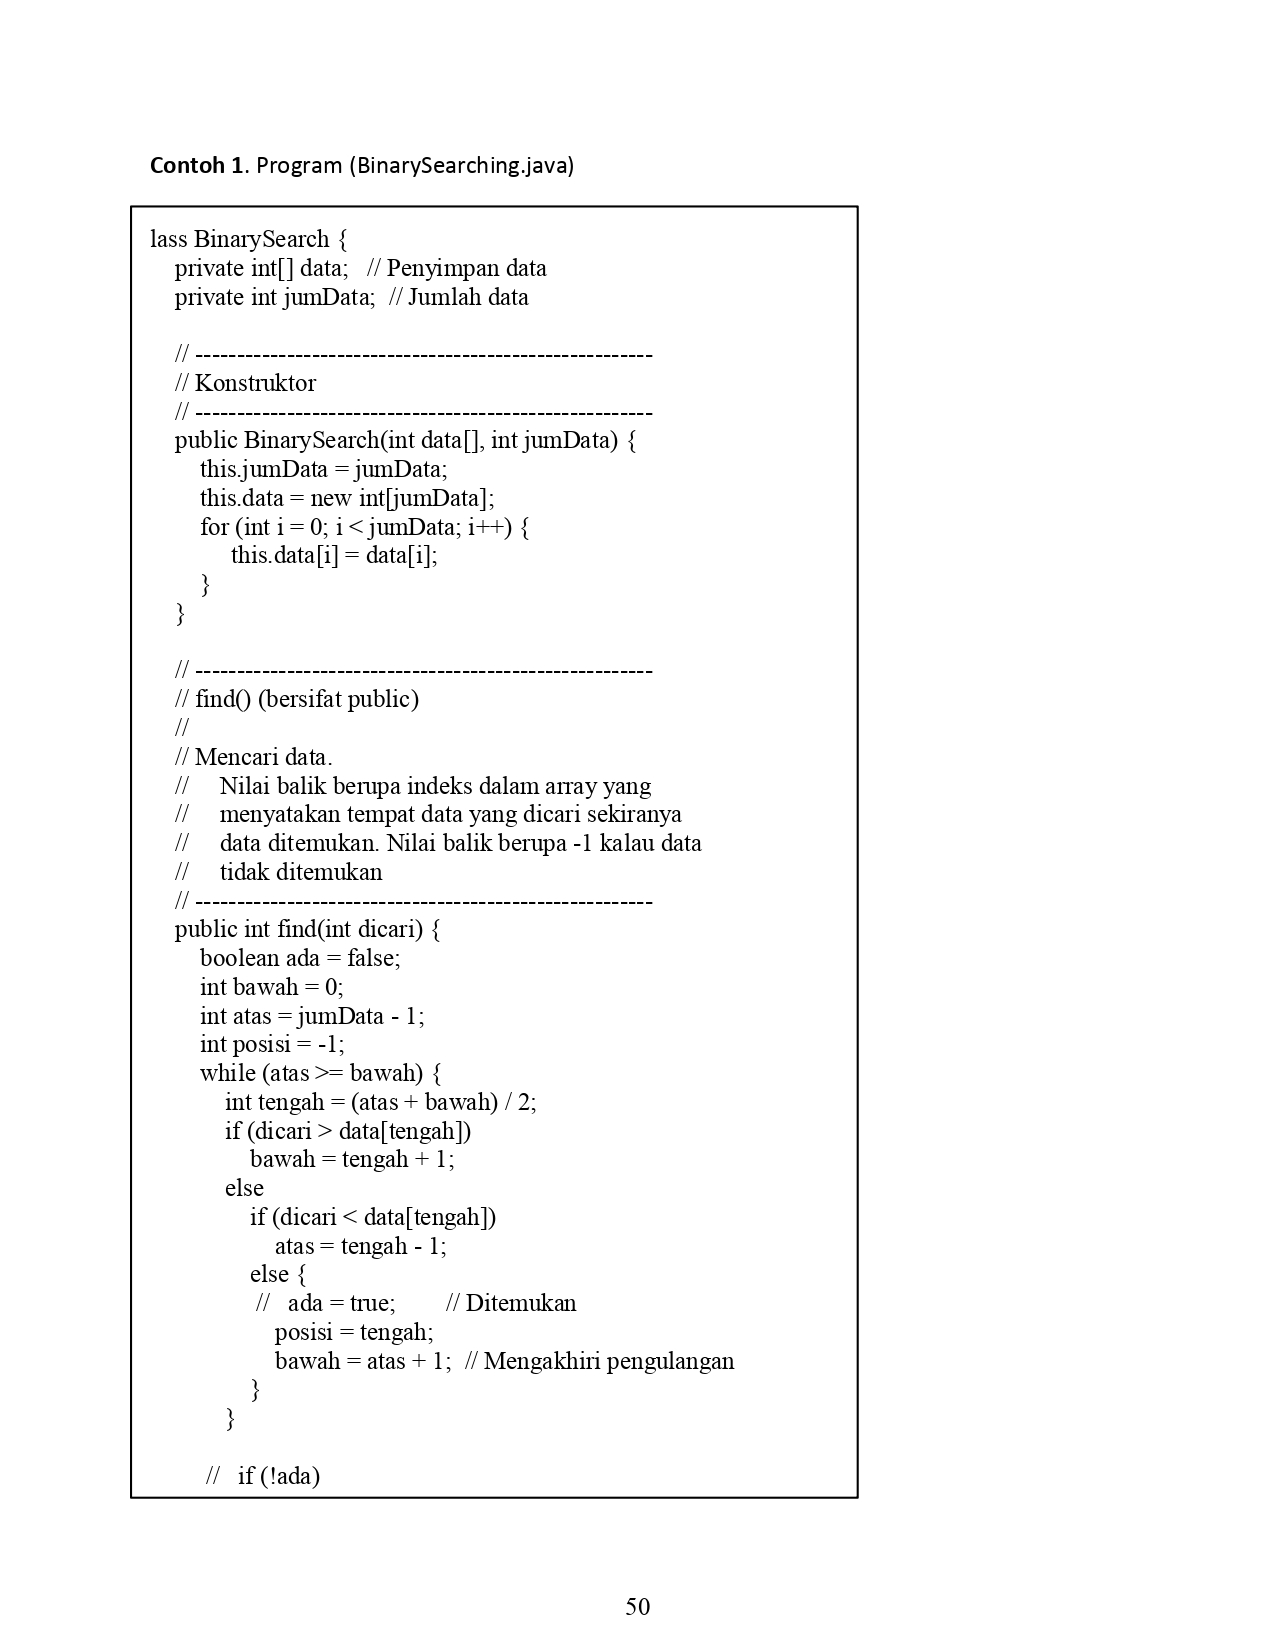 Contoh 1. Program (BinarySearching.java)
lass BinarySearch {
private int[] data;   // Penyimpan data
private int jumData;  // Jumlah data
// -------------------------------------------------------
// Konstruktor
// -------------------------------------------------------
public BinarySearch(int data[], int jumData) {
this.jumData = jumData;
this.data = new int[jumData];
for (int i = 0; i < jumData; i++) {
this.data[i] = data[i];
}
}
// -------------------------------------------------------
// find() (bersifat public)
//
// Mencari data.
//     Nilai balik berupa indeks dalam array yang
//     menyatakan tempat data yang dicari sekiranya
//     data ditemukan. Nilai balik berupa -1 kalau data
//     tidak ditemukan
// -------------------------------------------------------
public int find(int dicari) {
boolean ada = false;
int bawah = 0;
int atas = jumData - 1;
int posisi = -1;
while (atas >= bawah) {
int tengah = (atas + bawah) / 2;
if (dicari > data[tengah])
bawah = tengah + 1;
else
if (dicari < data[tengah])
atas = tengah - 1;
else {
//   ada = true;        // Ditemukan
posisi = tengah;
bawah = atas + 1;  // Mengakhiri pengulangan
}
}
//   if (!ada)
50